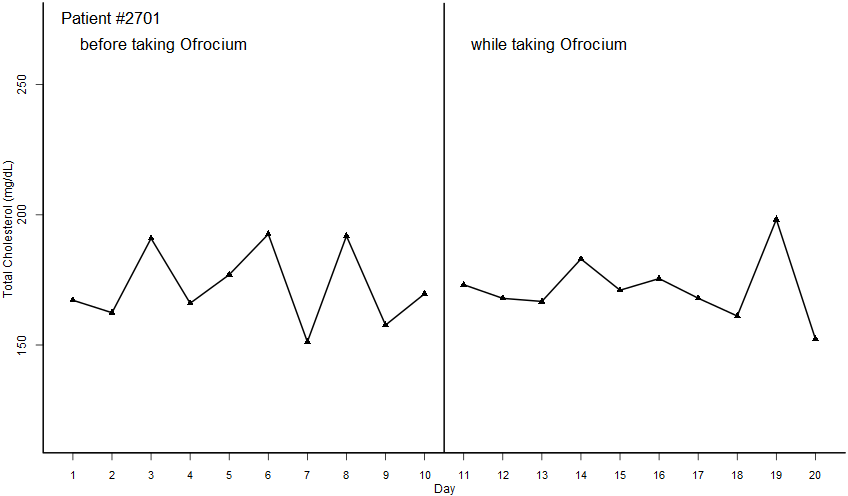 Patient #2701
before taking Ofrocium
while taking Ofrocium
Total Cholesterol (mg/dL)
250
200
150
1 2 3 4 5 6 7 8 9 10 11 12 13 14 15 16 17 18 19 20
Day